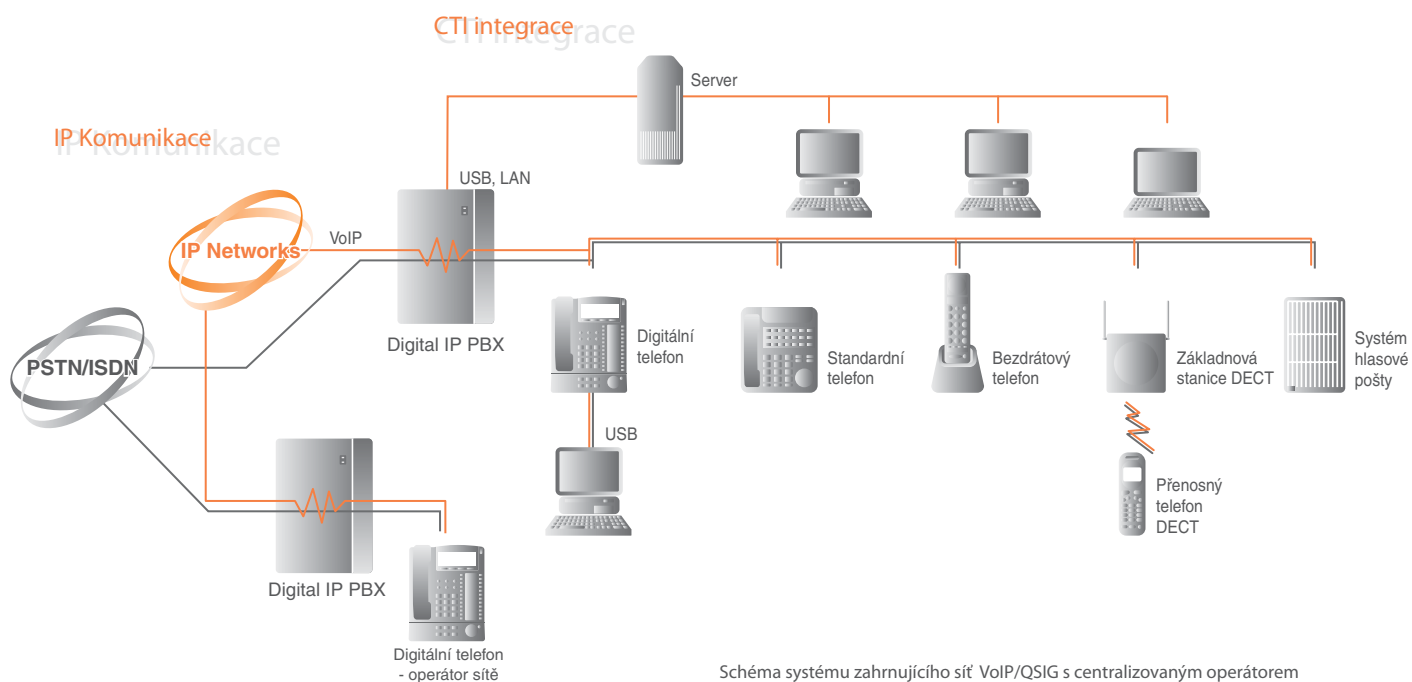 CTI integrace
Server
IP Komunikace
USB, LAN
IP Networks
VoIP
Digital IP PBX
Digitální
telefon
Standardní
telefon
Bezdrátový
telefon
Základnová
stanice DECT
Systém
hlasové
pošty
PSTN/ISDN
USB
Přenosný
telefon
DECT
Digital IP PBX
Digitální telefon
- operátor sítě
Schéma systému zahrnujícího síť VoIP/QSIG s centralizovaným operátorem